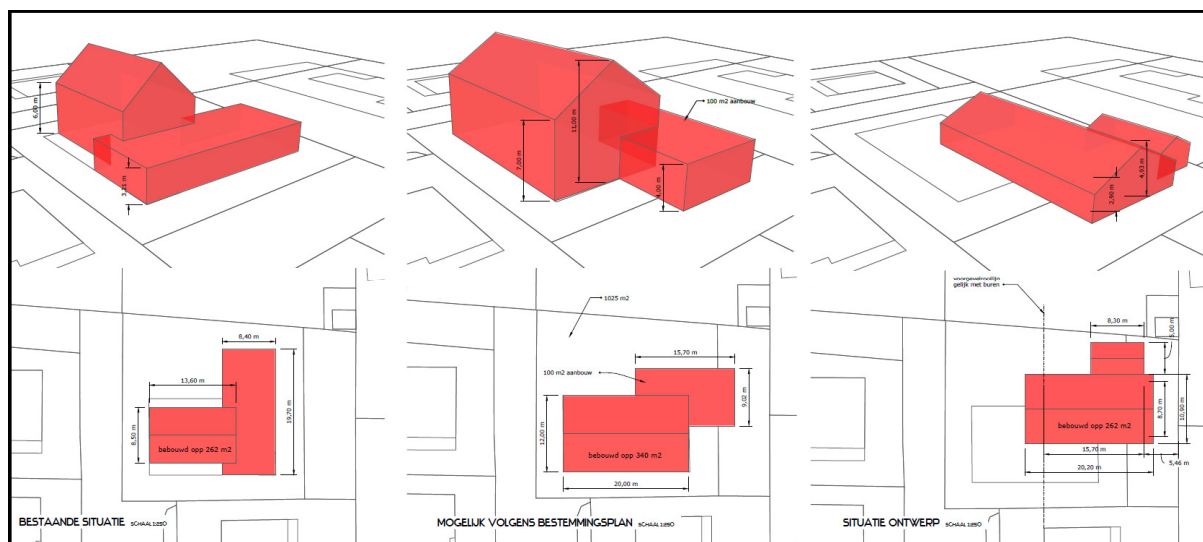 6,00 m
3,21 m
7,00 m
11,00 m
4,00 m
100 m2 aanbouw
4,93 m
2,90 m
8,40 m
13,60 m
8,50 m
19,70 m
bebouwd opp 262 m2
BESTAANDE SITUATIE SCHAAL 1:250
1025 m2
15,70 m
100 m2 aanbouw
9,02 m
12,00 m
bebouwd opp 340 m2
20,00 m
MOGELIJK VOLGENS BESTEMMINGSPLAN SCHAAL 1:250
voorgevelrooilijn
gelijk met buren
8,30 m
5,00 m
8,70 m
10,90 m
bebouwd opp 262 m2
15,70 m
5,46 m
20,20 m
SITUATIE ONTWERP SCHAAL 1:250